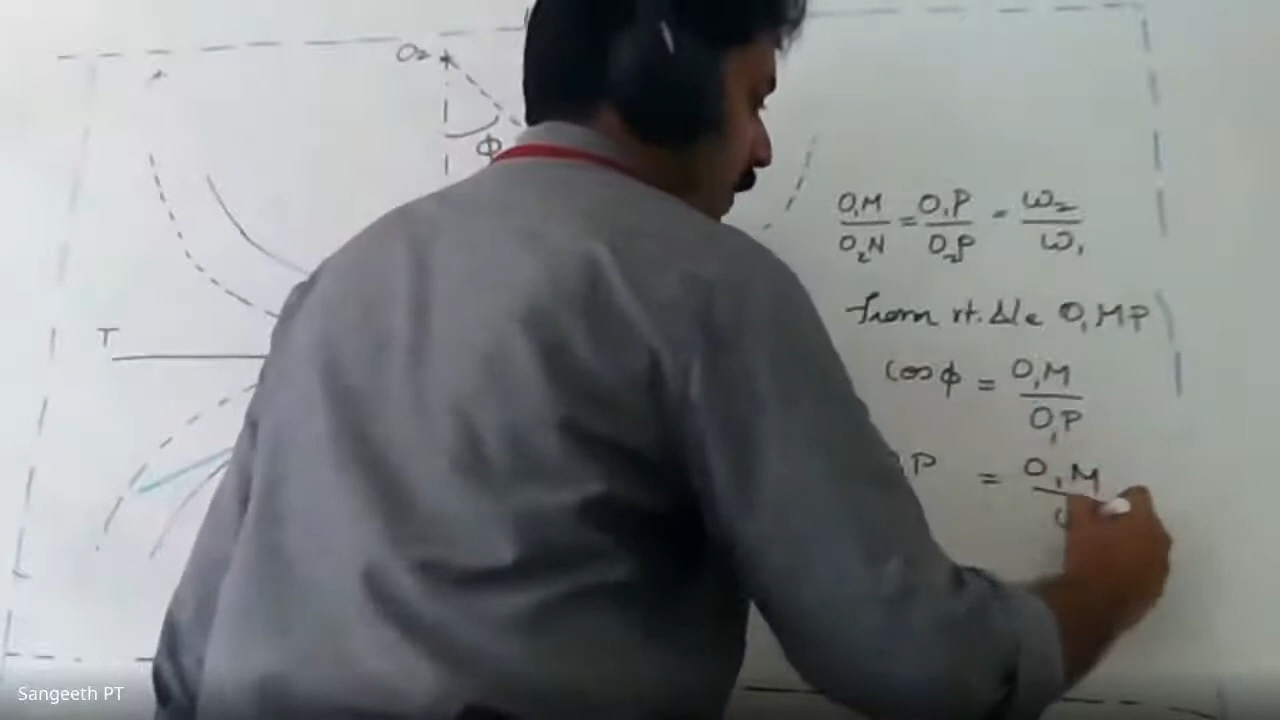 O₂
ϕ
T
O₁M/O₂N = O₁P/O₂P = ω₂/ω₁
from rt. Δle O₁MP
cos ϕ = O₁M/O₁P
P = O₁M
Sangeeth PT